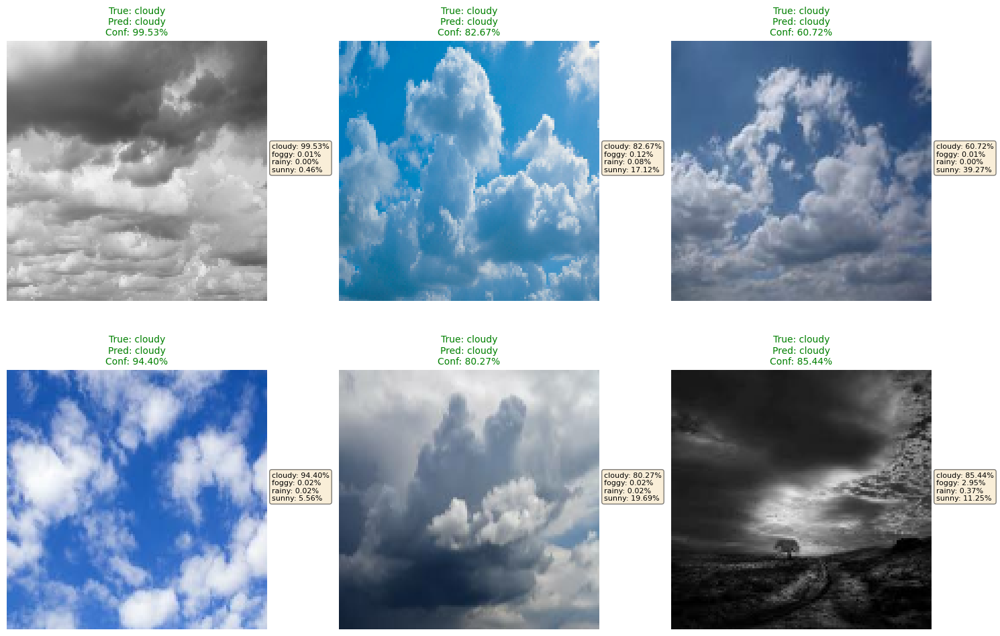 True: cloudy
Pred: cloudy
Conf: 99.53%
cloudy: 99.53%
foggy: 0.01%
rainy: 0.00%
sunny: 0.46%
True: cloudy
Pred: cloudy
Conf: 82.67%
cloudy: 82.67%
foggy: 0.12%
rainy: 0.08%
sunny: 17.12%
True: cloudy
Pred: cloudy
Conf: 60.72%
cloudy: 60.72%
foggy: 0.01%
rainy: 0.00%
sunny: 39.27%
True: cloudy
Pred: cloudy
Conf: 94.40%
cloudy: 94.40%
foggy: 0.02%
rainy: 0.02%
sunny: 5.56%
True: cloudy
Pred: cloudy
Conf: 80.27%
cloudy: 80.27%
foggy: 0.02%
rainy: 0.02%
sunny: 19.69%
True: cloudy
Pred: cloudy
Conf: 85.44%
cloudy: 85.44%
foggy: 2.95%
rainy: 0.37%
sunny: 11.25%